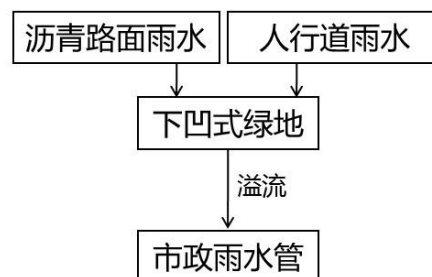 沥青路面雨水
人行道雨水
下凹式绿地
溢流
市政雨水管